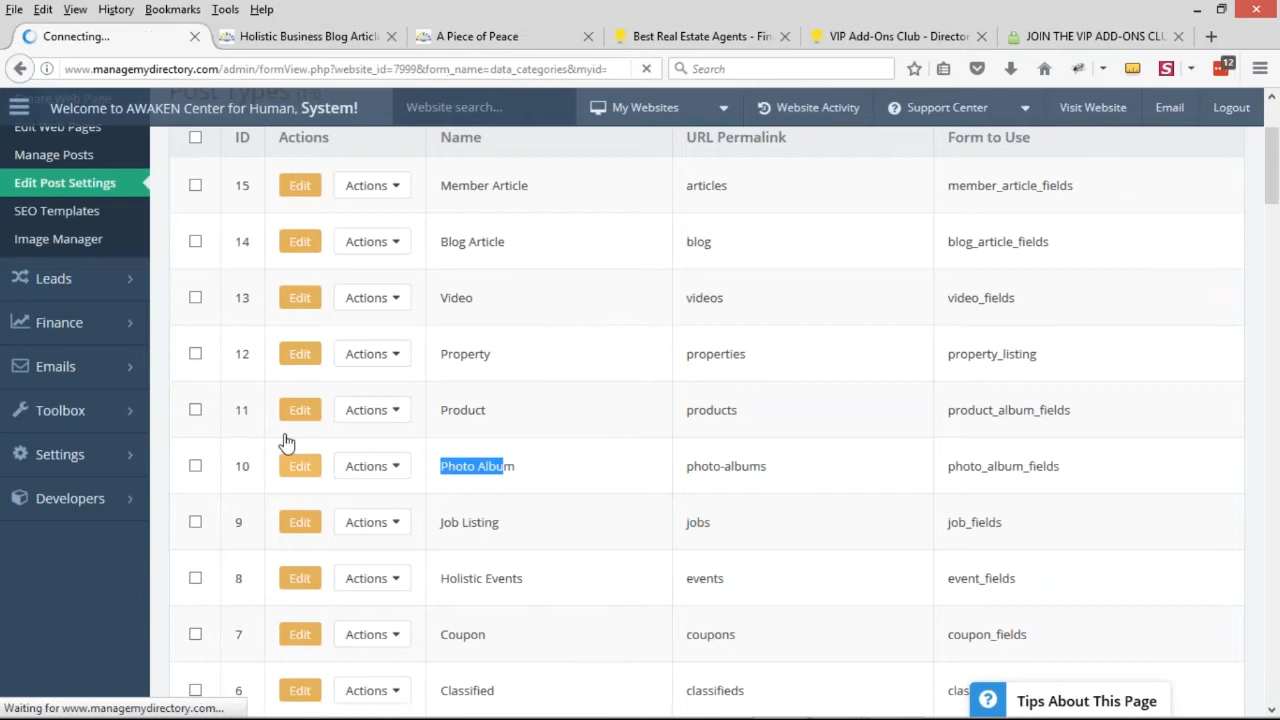 File Edit View History Bookmarks Tools Help
Connecting...
Holistic Business Blog Article
A Piece of Peace
Best Real Estate Agents - Fin
VIP Add-Ons Club - Director
JOIN THE VIP ADD-ONS CLU
www.managemydirectory.com/admin/formView.php?website_id=7999&form_name=data_categories&myid=
Search
12
Welcome to AWAKEN Center for Human, System!
Website search...
My Websites
Website Activity
Support Center
Visit Website
Email
Logout
Edit Web Pages
Manage Posts
Edit Post Settings
SEO Templates
Image Manager
Leads
Finance
Emails
Toolbox
Settings
Developers
ID Actions Name URL Permalink Form to Use
15 Edit Actions Member Article articles member_article_fields
14 Edit Actions Blog Article blog blog_article_fields
13 Edit Actions Video videos video_fields
12 Edit Actions Property properties property_listing
11 Edit Actions Product products product_album_fields
10 Edit Actions Photo Album photo-albums photo_album_fields
9 Edit Actions Job Listing jobs job_fields
8 Edit Actions Holistic Events events event_fields
7 Edit Actions Coupon coupons coupon_fields
6 Edit Actions Classified classifieds
Tips About This Page
Waiting for www.managemydirectory.com...